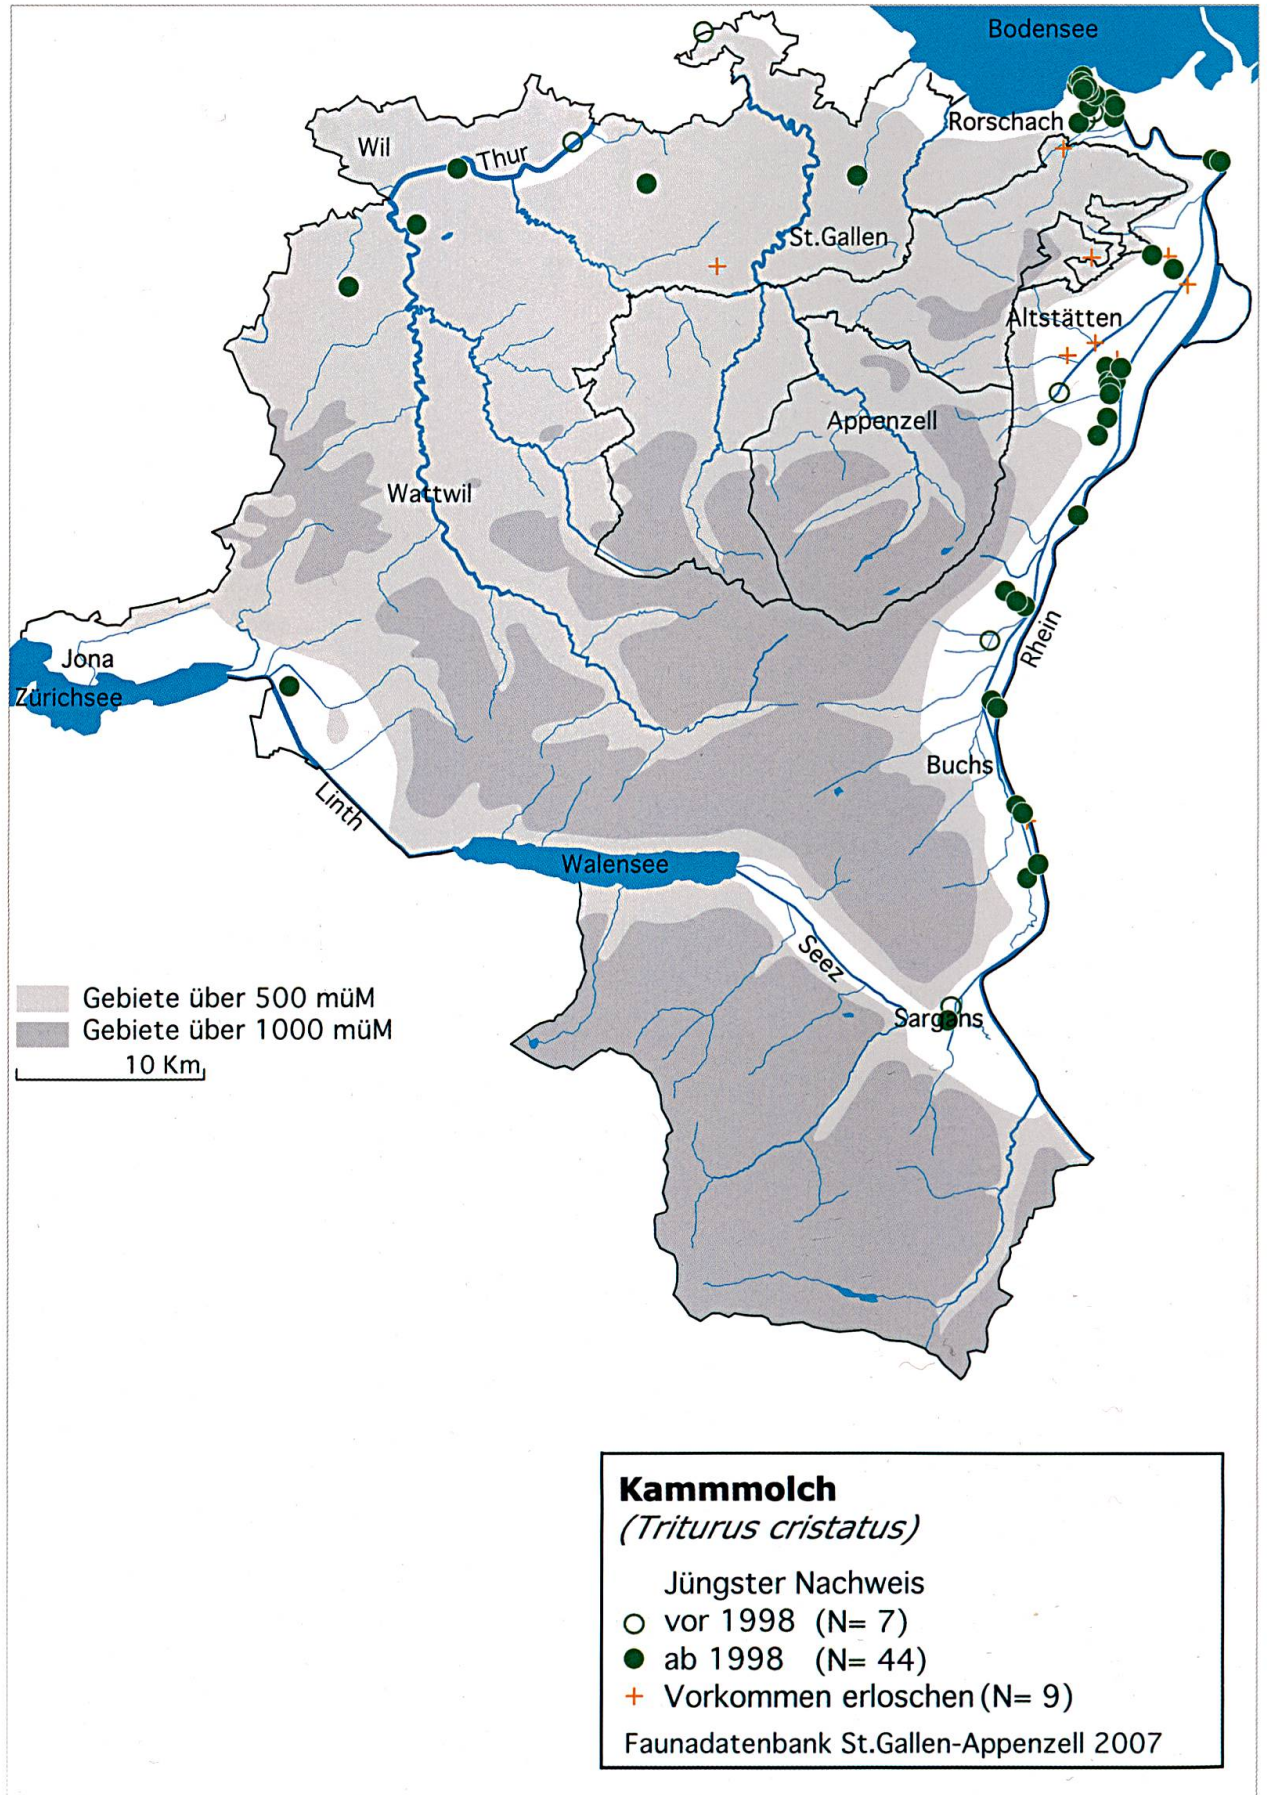 Bodensee
Rorschach
Wil
Thur
St.Gallen
Altstätten
Appenzell
Wattwil
Rhein
Jona
Zürichsee
Buchs
Linth
Walensee
Seez
Sargans
Gebiete über 500 müM
Gebiete über 1000 müM
10 Km
Kammmolch
(Triturus cristatus)
Jüngster Nachweis
vor 1998 (N= 7)
ab 1998 (N= 44)
Vorkommen erloschen (N= 9)
Faunadatenbank St.Gallen-Appenzell 2007